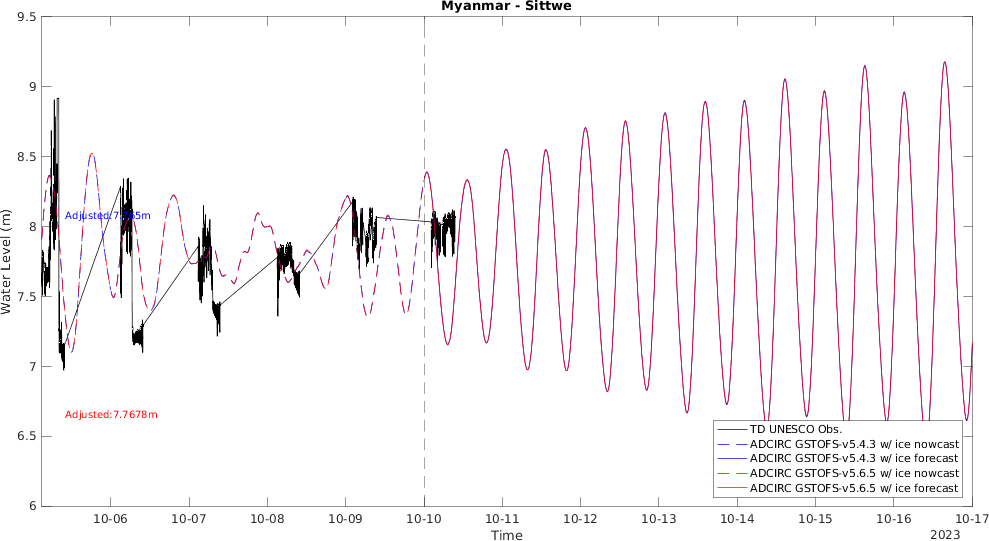 Myanmar - Sittwe
9.5
9
8.5
8
7.5
7
6.5
6
Water Level (m)
Adjusted:7.7678m
10-06
10-07
10-08
10-09
10-10
10-11
10-12
10-13
10-14
10-15
10-16
10-17
Time
2023
TD UNESCO Obs.
ADCIRC GSTOFS-v5.4.3 w/ ice nowcast
ADCIRC GSTOFS-v5.4.3 w/ ice forecast
ADCIRC GSTOFS-v5.6.5 w/ ice nowcast
ADCIRC GSTOFS-v5.6.5 w/ ice forecast